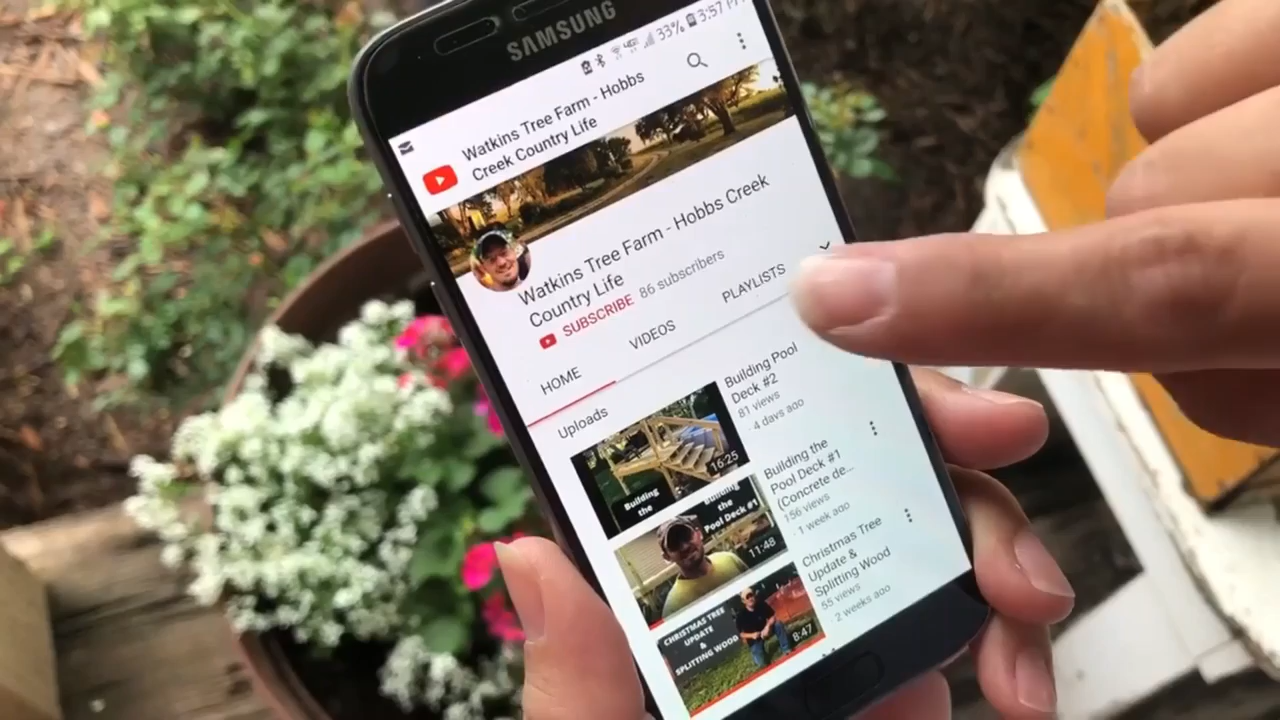 SAMSUNG
33% 3:57 PM
Watkins Tree Farm - Hobbs
Creek Country Life
Watkins Tree Farm - Hobbs Creek
Country Life
SUBSCRIBE 86 subscribers
HOME VIDEOS PLAYLISTS
Uploads
Building Pool
Deck #2
81 views
· 4 days ago
Building
the
16:25
Building the
Pool Deck #1
(Concrete de...
156 views
· 1 week ago
Building
the
Pool Deck #1
11:48
Christmas Tree
Update &
Splitting Wood
55 views
· 2 weeks ago
CHRISTMAS TREE
UPDATE
&
SPLITTING WOOD
8:47